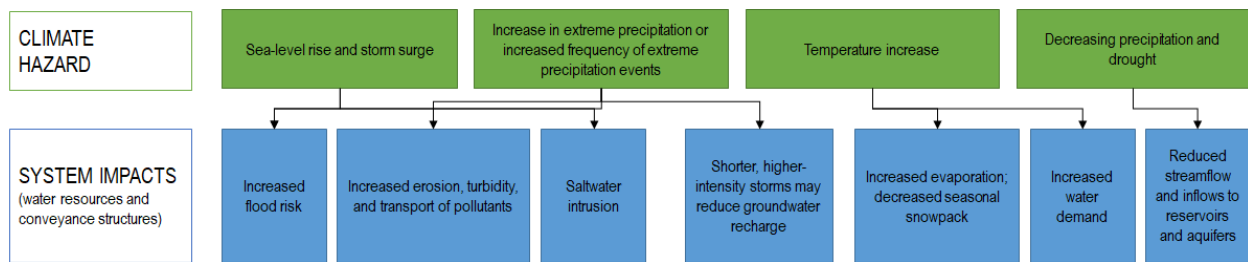 CLIMATE
HAZARD
Sea-level rise and storm surge
Increase in extreme precipitation or
increased frequency of extreme
precipitation events
Temperature increase
Decreasing precipitation and
drought
SYSTEM IMPACTS
(water resources and
conveyance structures)
Increased
flood risk
Increased erosion, turbidity,
and transport of pollutants
Saltwater
intrusion
Shorter, higher-
intensity storms may
reduce groundwater
recharge
Increased evaporation;
decreased seasonal
snowpack
Increased
water
demand
Reduced
streamflow
and inflows to
reservoirs
and aquifers